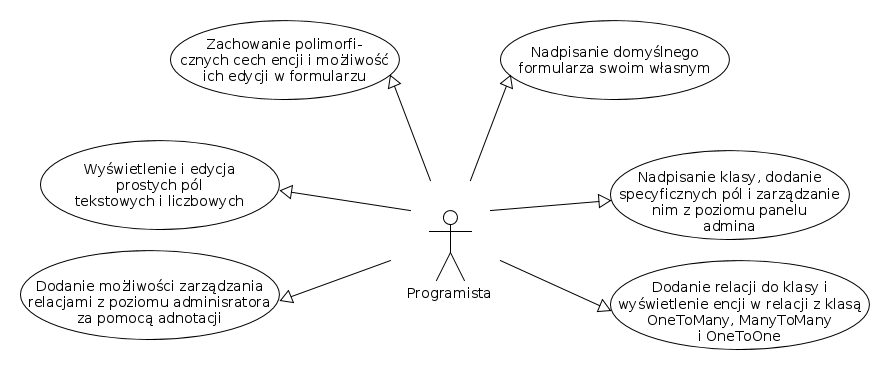 Zachowanie polimorfi-
cznych cech encji i możliwość
ich edycji w formularzu
Nadpisanie domyślnego
formularza swoim własnym
Wyświetlenie i edycja
prostych pól
tekstowych i liczbowych
Nadpisanie klasy, dodanie
specyficznych pól i zarządzanie
nim z poziomu panelu
admina
Dodanie możliwości zarządzania
relacjami z poziomu adminisratora
za pomocą adnotacji
Programista
Dodanie relacji do klasy i
wyświetlenie encji w relacji z klasą
OneToMany, ManyToMany
i OneToOne